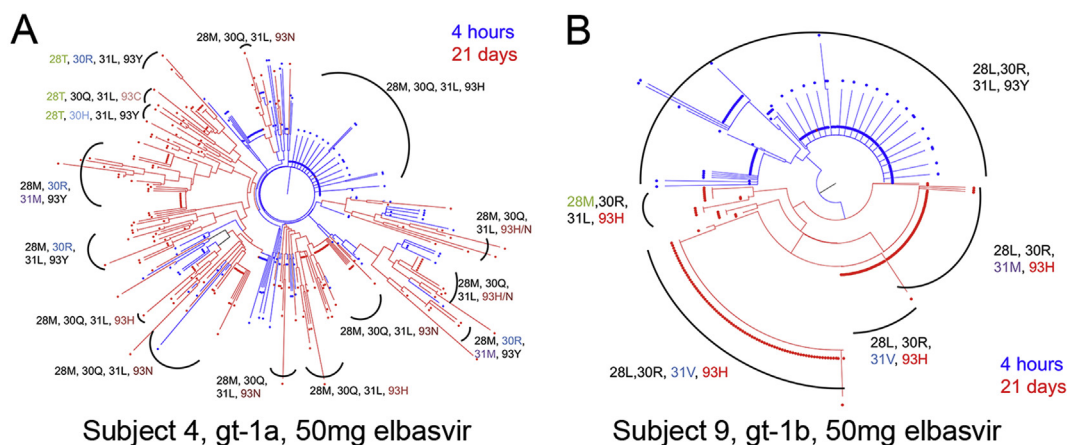 A
28M, 30Q, 31L, 93N
4 hours
21 days
28T, 30R, 31L, 93Y
28M, 30Q, 31L, 93H
28T, 30Q, 31L, 93C
28T, 30H, 31L, 93Y
28M, 30R,
31M, 93Y
28M, 30Q,
31L, 93H/N
28M, 30R,
31L, 93Y
28M, 30Q,
31L, 93H/N
28M, 30Q, 31L, 93H
28M, 30Q, 31L, 93N
28M, 30R,
31M, 93Y
28M, 30Q, 31L, 93N
28M, 30Q,
31L, 93N
28M, 30Q, 31L, 93H
Subject 4, gt-1a, 50mg elbasvir
B
28L,30R,
31L, 93Y
28M,30R,
31L, 93H
28L, 30R,
31M, 93H
28L, 30R,
31V, 93H
28L,30R, 31V, 93H
4 hours
21 days
Subject 9, gt-1b, 50mg elbasvir